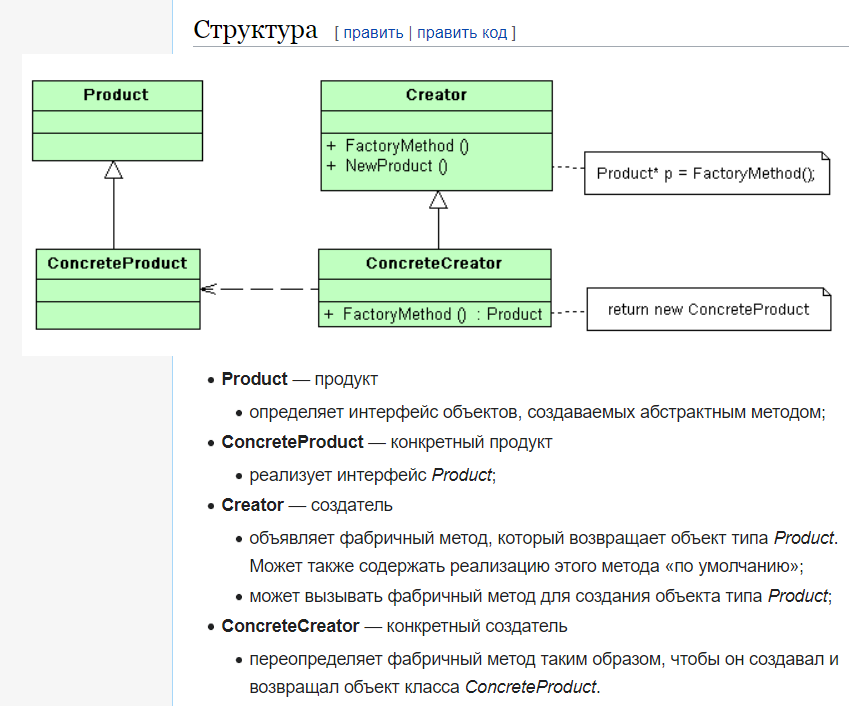 Структура [ править | править код ]
Product
Creator
+ FactoryMethod ()
+ NewProduct ()
Product* p = FactoryMethod();
ConcreteProduct
ConcreteCreator
+ FactoryMethod () : Product
return new ConcreteProduct
• Product — продукт
• определяет интерфейс объектов, создаваемых абстрактным методом;
• ConcreteProduct — конкретный продукт
• реализует интерфейс Product;
• Creator — создатель
• объявляет фабричный метод, который возвращает объект типа Product.
Может также содержать реализацию этого метода «по умолчанию»;
• может вызывать фабричный метод для создания объекта типа Product;
• ConcreteCreator — конкретный создатель
• переопределяет фабричный метод таким образом, чтобы он создавал и
возвращал объект класса ConcreteProduct.